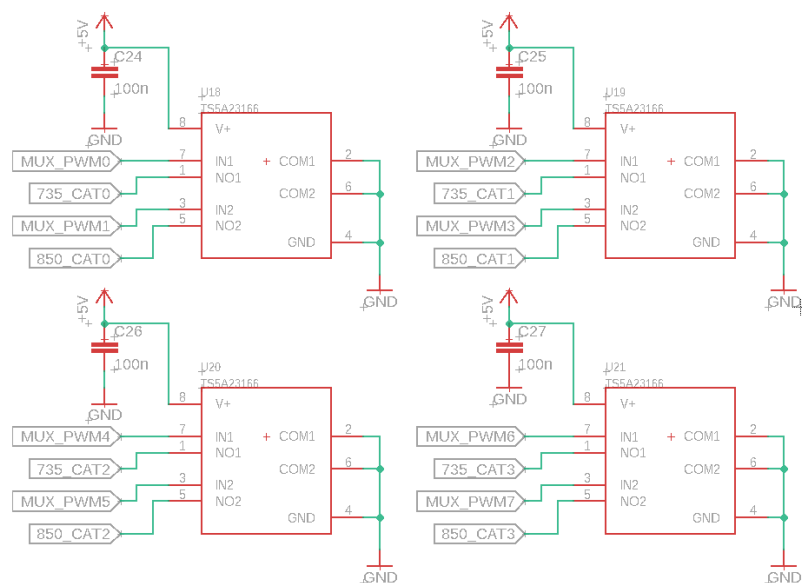 +5V
C24
100n
GND
U18
TS5A23166
8 V+
MUX_PWM0 7 IN1 COM1 2
735_CAT0 1 NO1
COM2 6
MUX_PWM1 3 IN2
850_CAT0 5 NO2
GND 4
GND
+5V
C25
100n
GND
U19
TS5A23166
8 V+
MUX_PWM2 7 IN1 COM1 2
735_CAT1 1 NO1
COM2 6
MUX_PWM3 3 IN2
850_CAT1 5 NO2
GND 4
GND
+5V
C26
100n
GND
U20
TS5A23166
8 V+
MUX_PWM4 7 IN1 COM1 2
735_CAT2 1 NO1
COM2 6
MUX_PWM5 3 IN2
850_CAT2 5 NO2
GND 4
GND
+5V
C27
100n
GND
U21
TS5A23166
8 V+
MUX_PWM6 7 IN1 COM1 2
735_CAT3 1 NO1
COM2 6
MUX_PWM7 3 IN2
850_CAT3 5 NO2
GND 4
GND